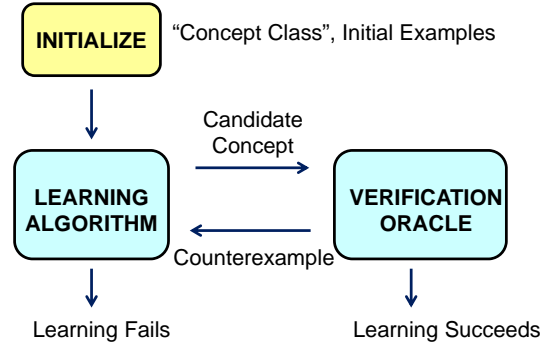 INITIALIZE
“Concept Class”, Initial Examples
Candidate
Concept
LEARNING
ALGORITHM
VERIFICATION
ORACLE
Counterexample
Learning Fails
Learning Succeeds